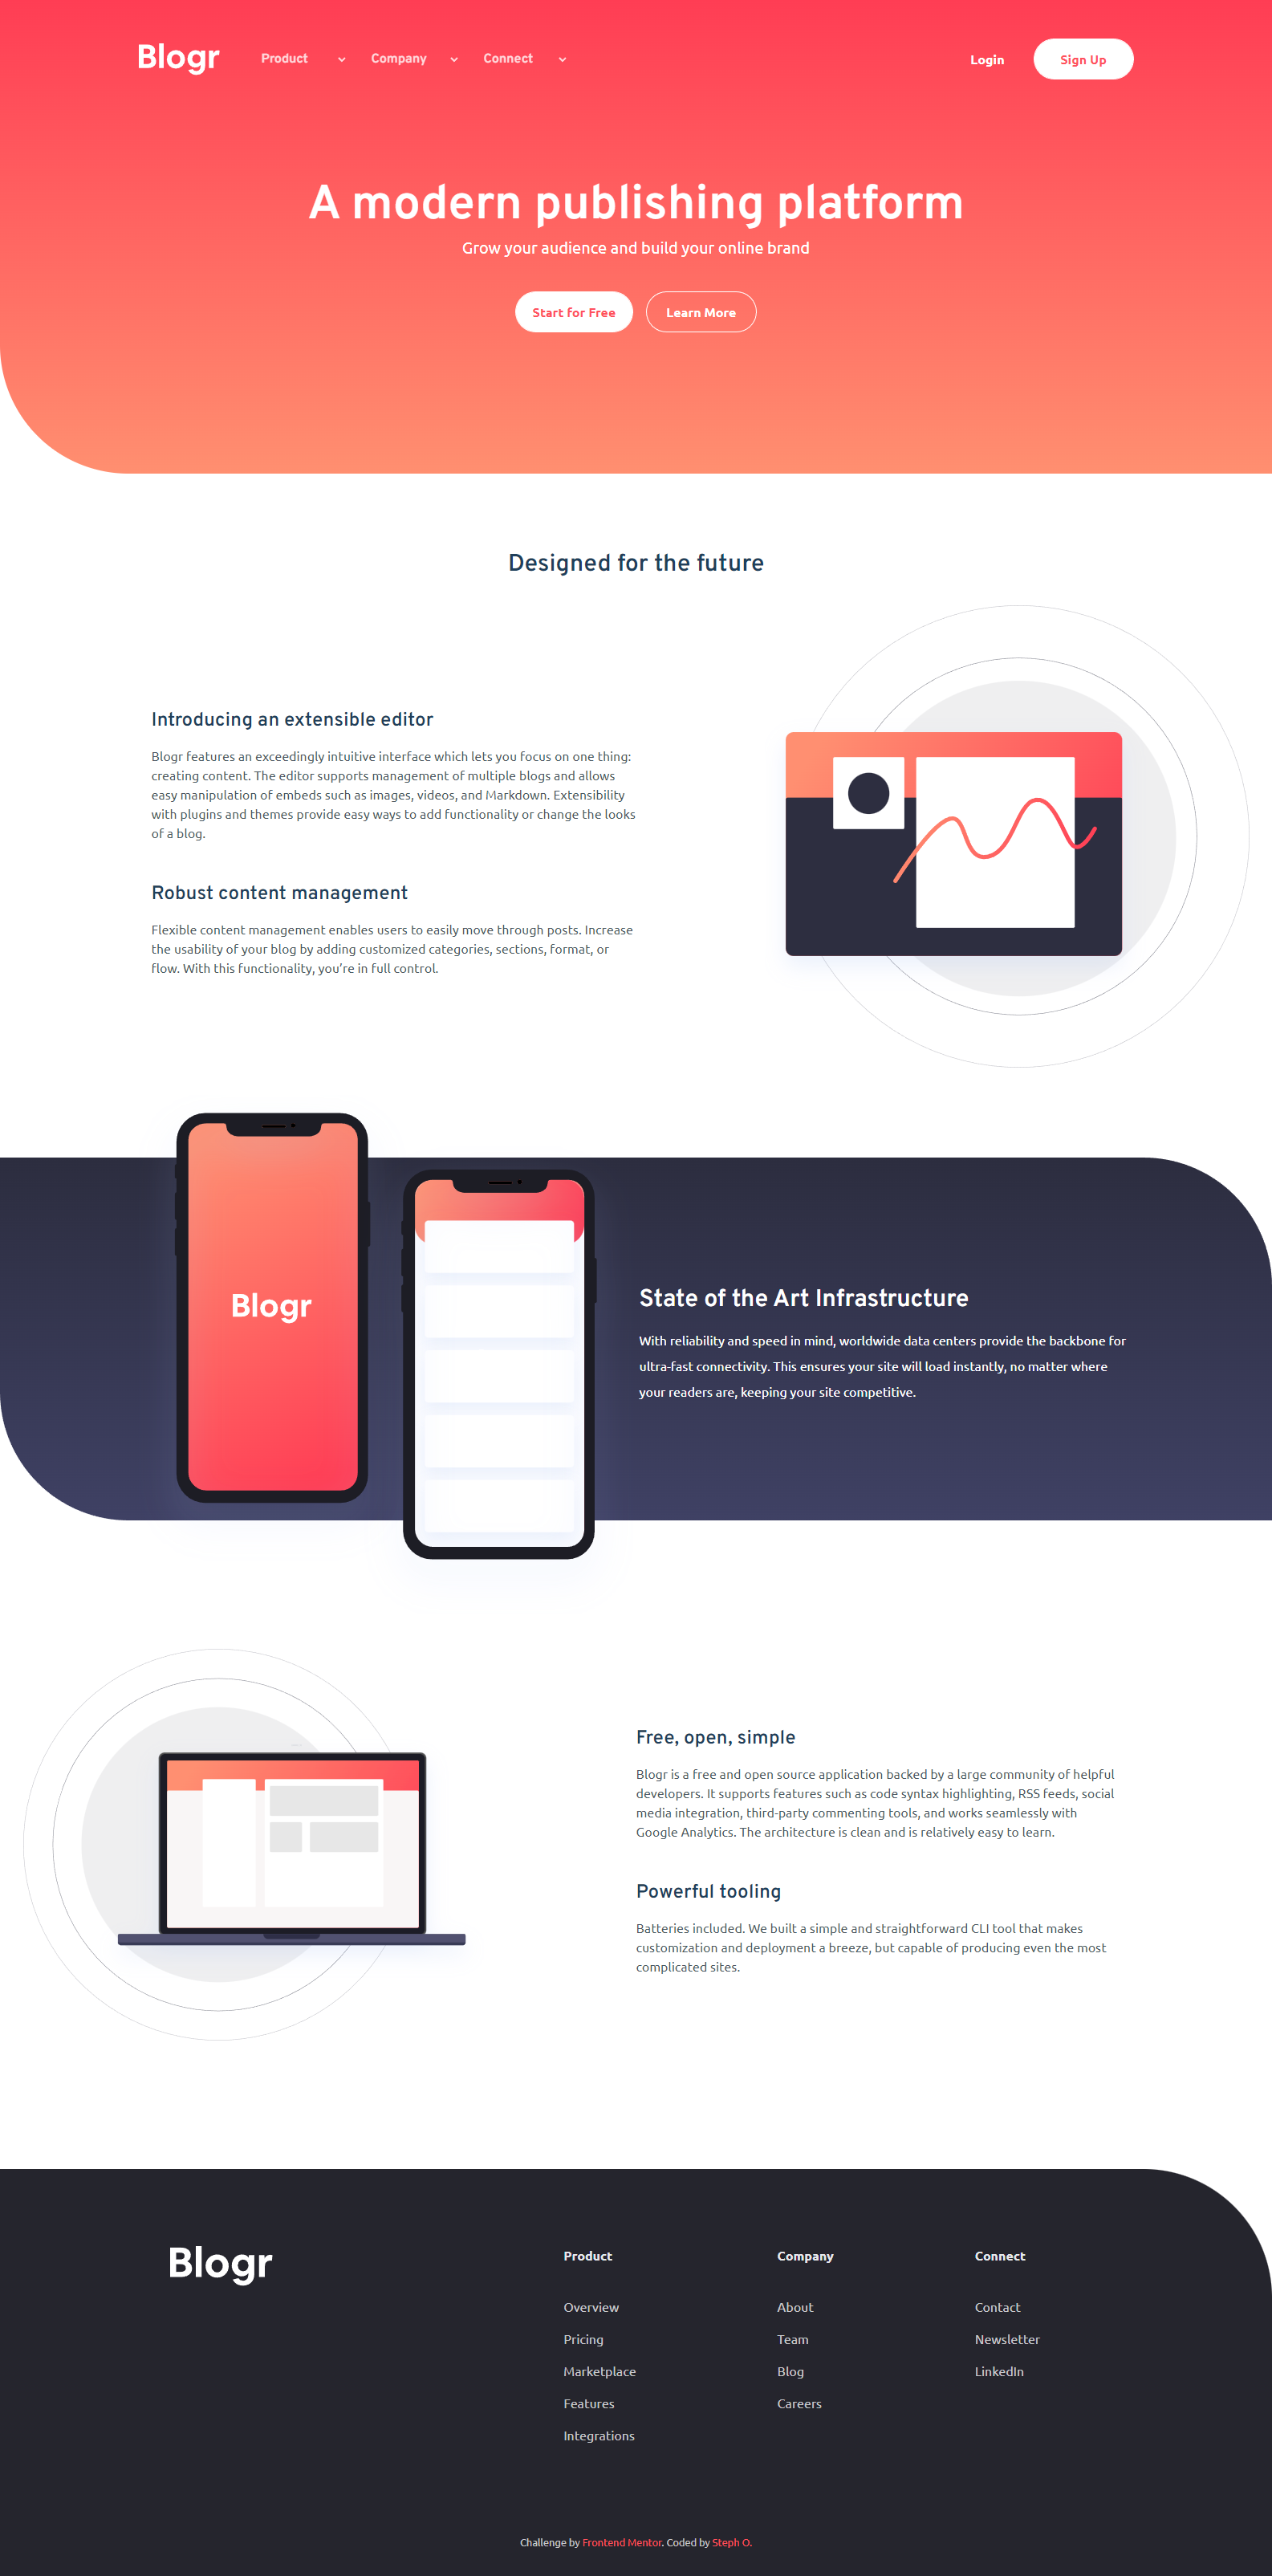 Blogr Product Company Connect Login Sign Up
A modern publishing platform
Grow your audience and build your online brand
Start for Free Learn More
Designed for the future
Introducing an extensible editor
Blogr features an exceedingly intuitive interface which lets you focus on one thing:
creating content. The editor supports management of multiple blogs and allows
easy manipulation of embeds such as images, videos, and Markdown. Extensibility
with plugins and themes provide easy ways to add functionality or change the looks
of a blog.
Robust content management
Flexible content management enables users to easily move through posts. Increase
the usability of your blog by adding customized categories, sections, format, or
flow. With this functionality, you’re in full control.
Blogr
State of the Art Infrastructure
With reliability and speed in mind, worldwide data centers provide the backbone for
ultra-fast connectivity. This ensures your site will load instantly, no matter where
your readers are, keeping your site competitive.
Free, open, simple
Blogr is a free and open source application backed by a large community of helpful
developers. It supports features such as code syntax highlighting, RSS feeds, social
media integration, third-party commenting tools, and works seamlessly with
Google Analytics. The architecture is clean and is relatively easy to learn.
Powerful tooling
Batteries included. We built a simple and straightforward CLI tool that makes
customization and deployment a breeze, but capable of producing even the most
complicated sites.
Blogr
Product
Overview
Pricing
Marketplace
Features
Integrations
Company
About
Team
Blog
Careers
Connect
Contact
Newsletter
LinkedIn
Challenge by Frontend Mentor. Coded by Steph O.